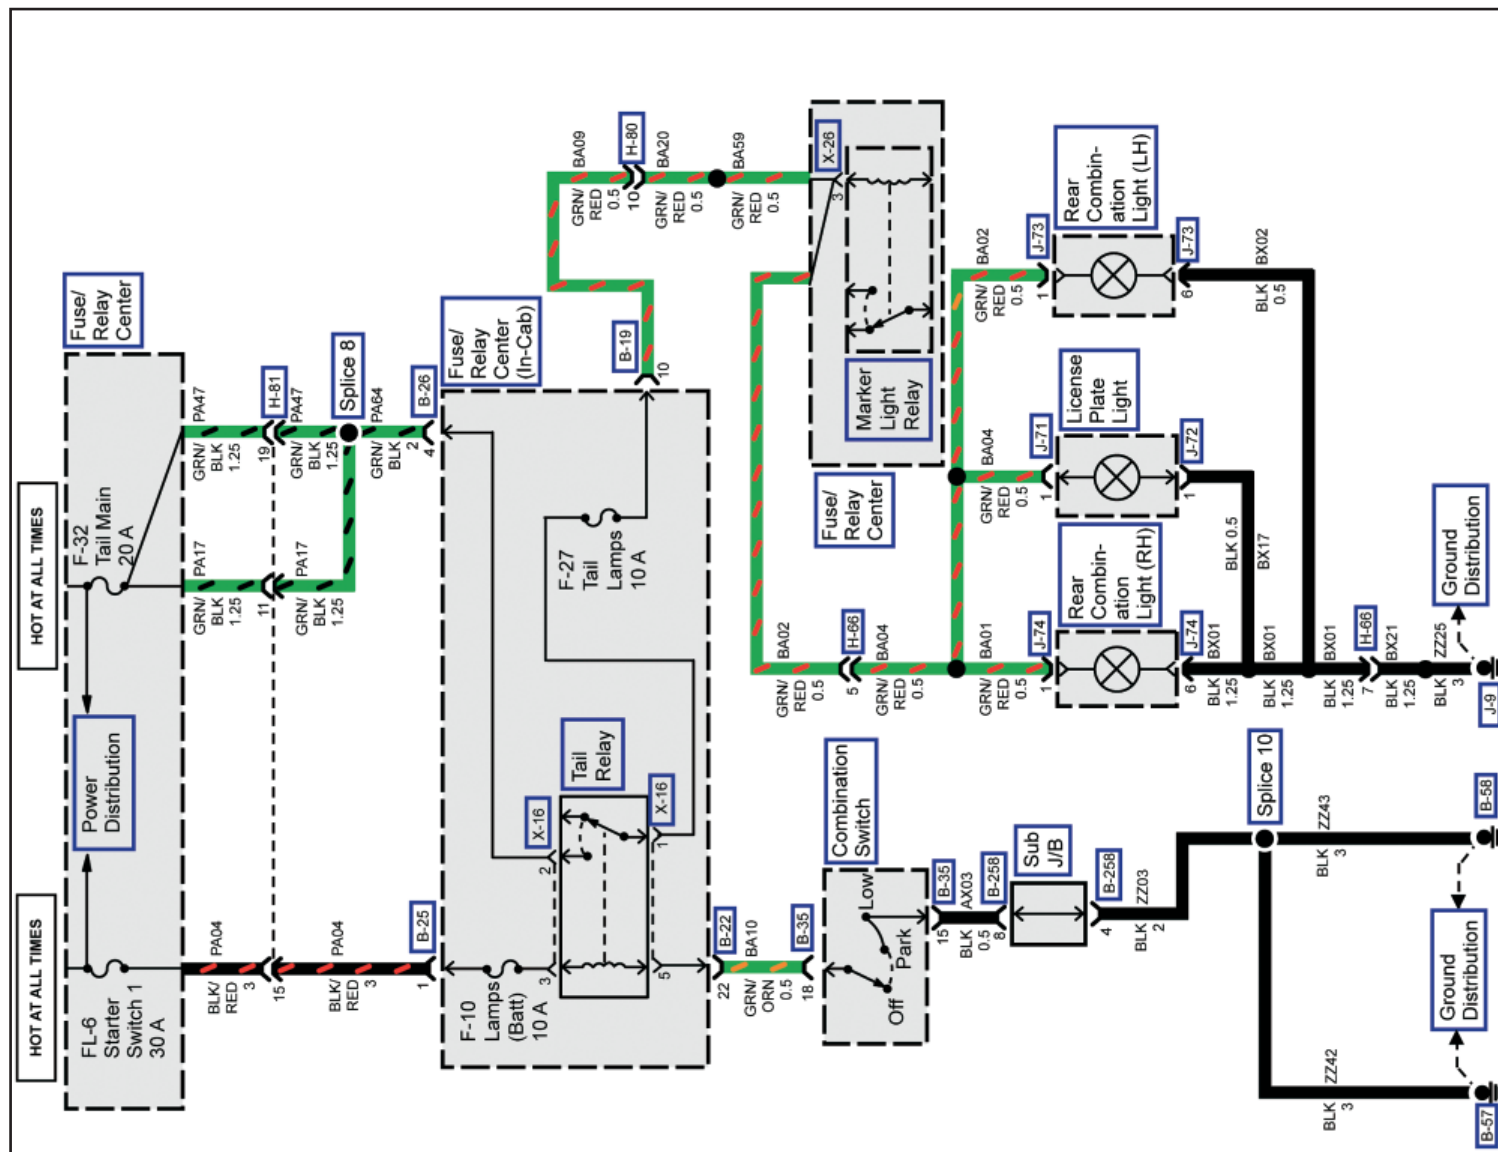 HOT AT ALL TIMES
HOT AT ALL TIMES
Fuse/
Relay
Center
F-32
Tail Main
20 A
Power
Distribution
FL-6
Starter
Switch 1
30 A
PA47
GRN/
BLK
1.25
PA17
GRN/
BLK
1.25
PA04
BLK/
RED
3
H-81
19
11
15
PA47
GRN/
BLK
1.25
PA17
GRN/
BLK
1.25
PA04
BLK/
RED
3
Splice 8
PA64
GRN/
BLK
2
B-26
4
B-25
1
Fuse/
Relay
Center
(In-Cab)
F-10
Lamps
(Batt)
10 A
X-16
2
3
Tail
Relay
X-16
1
5
F-27
Tail
Lamps
10 A
B-19
10
BA09
GRN/
RED
0.5
H-80
10
BA20
GRN/
RED
0.5
BA59
GRN/
RED
0.5
X-26
3
Marker
Light
Relay
Fuse/
Relay
Center
B-22
22
BA10
GRN/
ORN
0.5
B-35
18
Combination
Switch
Low
Park
Off
B-35
15
AX03
BLK
0.5
B-258
8
Sub
J/B
B-258
4
ZZ03
BLK
2
Splice 10
ZZ43
BLK
3
ZZ42
BLK
3
B-58
B-57
Ground
Distribution
BA02
GRN/
RED
0.5
H-66
5
BA04
GRN/
RED
0.5
BA01
GRN/
RED
0.5
J-74
1
Rear
Combin-
ation
Light (RH)
J-74
6
BX01
BLK
1.25
BX01
BLK
1.25
BX01
BLK
1.25
H-66
7
BX21
BLK
1.25
ZZ25
BLK
3
J-9
Ground
Distribution
BA04
GRN/
RED
0.5
J-71
1
License
Plate
Light
J-72
1
BLK 0.5
BX17
BA02
GRN/
RED
0.5
J-73
1
Rear
Combin-
ation
Light (LH)
J-73
6
BX02
BLK
0.5